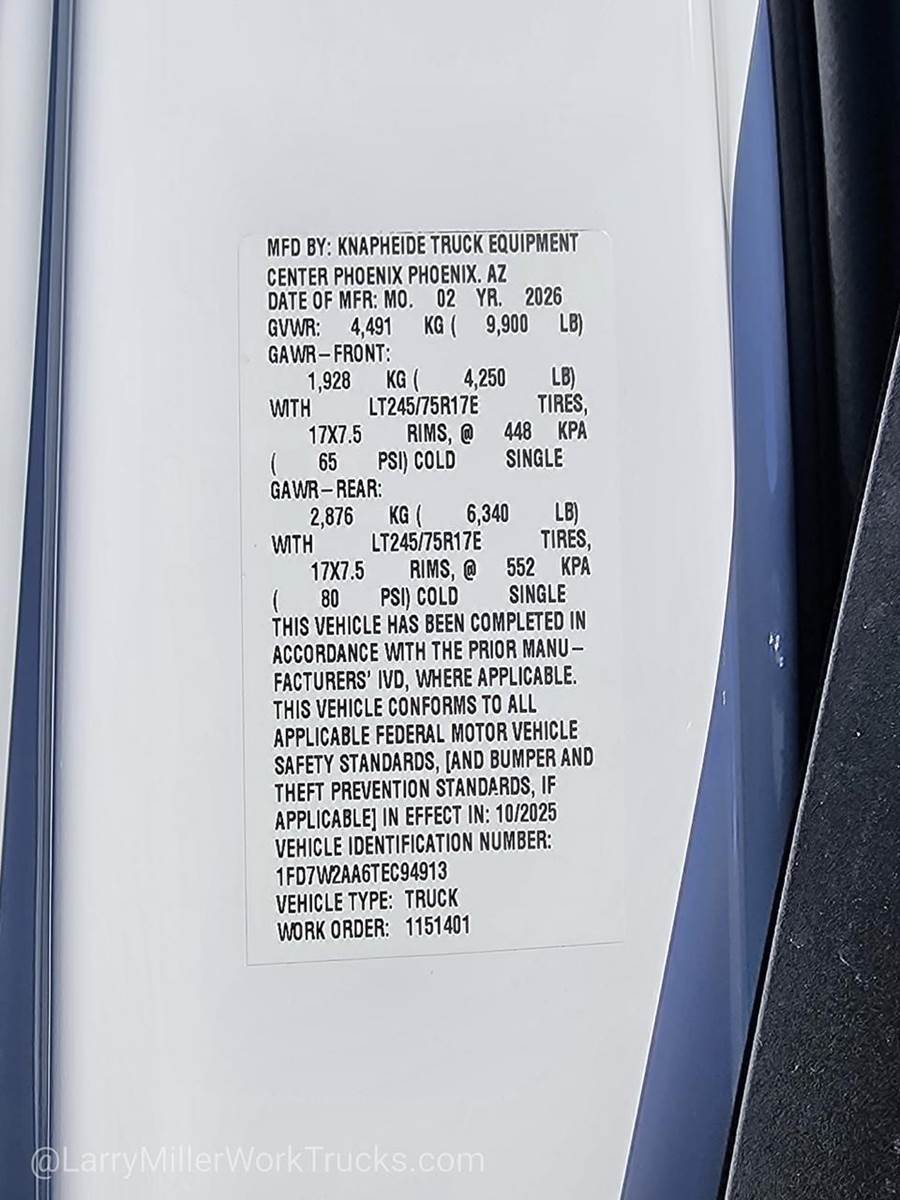 MFD BY: KNAPHEIDE TRUCK EQUIPMENT
CENTER PHOENIX PHOENIX. AZ
DATE OF MFR: MO. 02 YR. 2026
GVWR: 4,491 KG ( 9,900 LB)
GAWR-FRONT:
1,928 KG ( 4,250 LB)
WITH LT245/75R17E TIRES,
17X7.5 RIMS, @ 448 KPA
( 65 PSI) COLD SINGLE
GAWR-REAR:
2,876 KG ( 6,340 LB)
WITH LT245/75R17E TIRES,
17X7.5 RIMS, @ 552 KPA
( 80 PSI) COLD SINGLE
THIS VEHICLE HAS BEEN COMPLETED IN
ACCORDANCE WITH THE PRIOR MANU-
FACTURERS' IVD, WHERE APPLICABLE.
THIS VEHICLE CONFORMS TO ALL
APPLICABLE FEDERAL MOTOR VEHICLE
SAFETY STANDARDS, [AND BUMPER AND
THEFT PREVENTION STANDARDS, IF
APPLICABLE] IN EFFECT IN: 10/2025
VEHICLE IDENTIFICATION NUMBER:
1FD7W2AA6TEC94913
VEHICLE TYPE: TRUCK
WORK ORDER: 1151401
@LarryMillerWorkTrucks.com